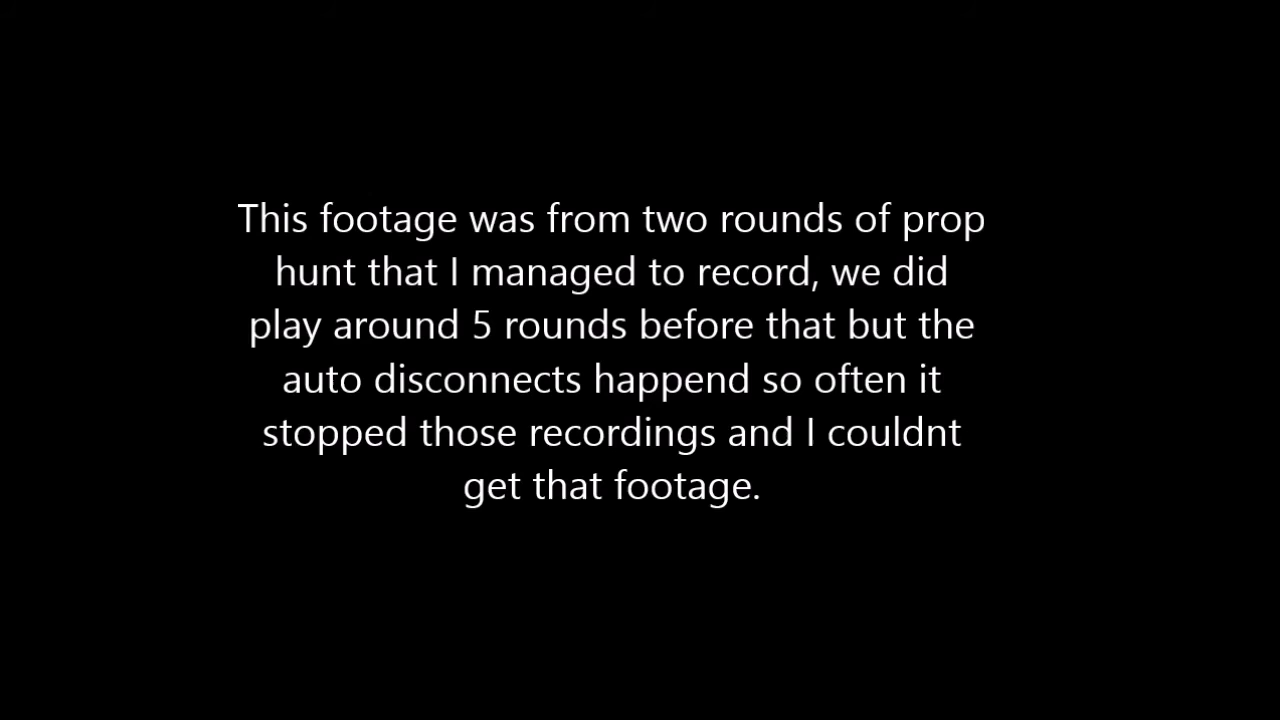 This footage was from two rounds of prop
hunt that I managed to record, we did
play around 5 rounds before that but the
auto disconnects happend so often it
stopped those recordings and I couldnt
get that footage.